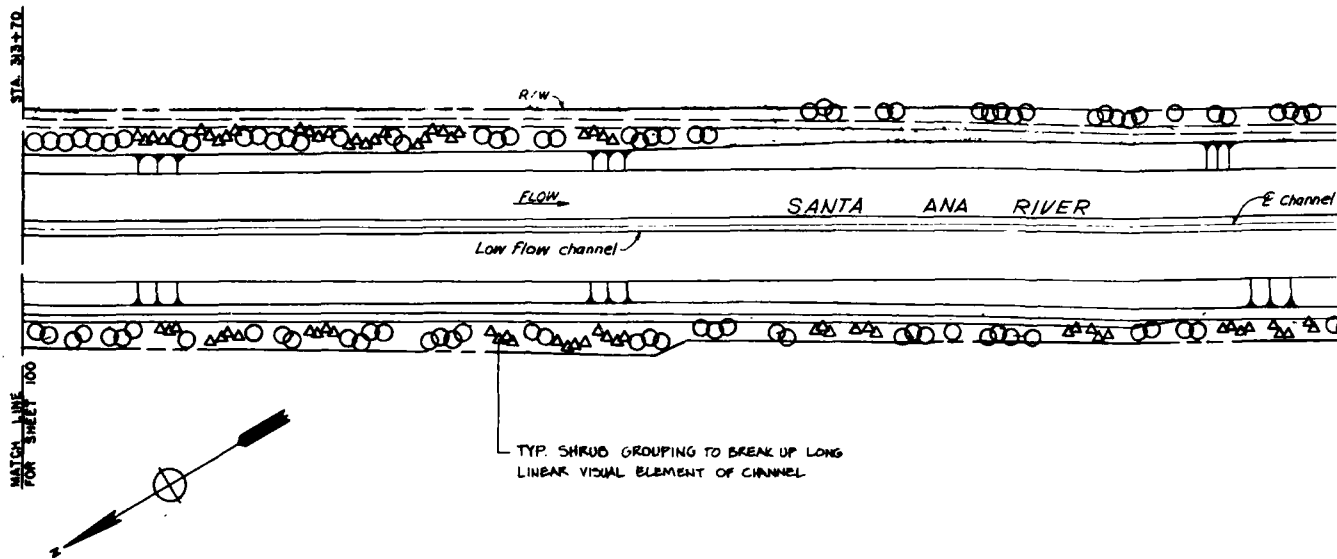 STA. 313+70
R/W
FLOW
SANTA ANA RIVER
℄ Channel
Low Flow channel
MATCH LINE
FOR SHEET 100
TYP. SHRUB GROUPING TO BREAK UP LONG
LINEAR VISUAL ELEMENT OF CHANNEL
N